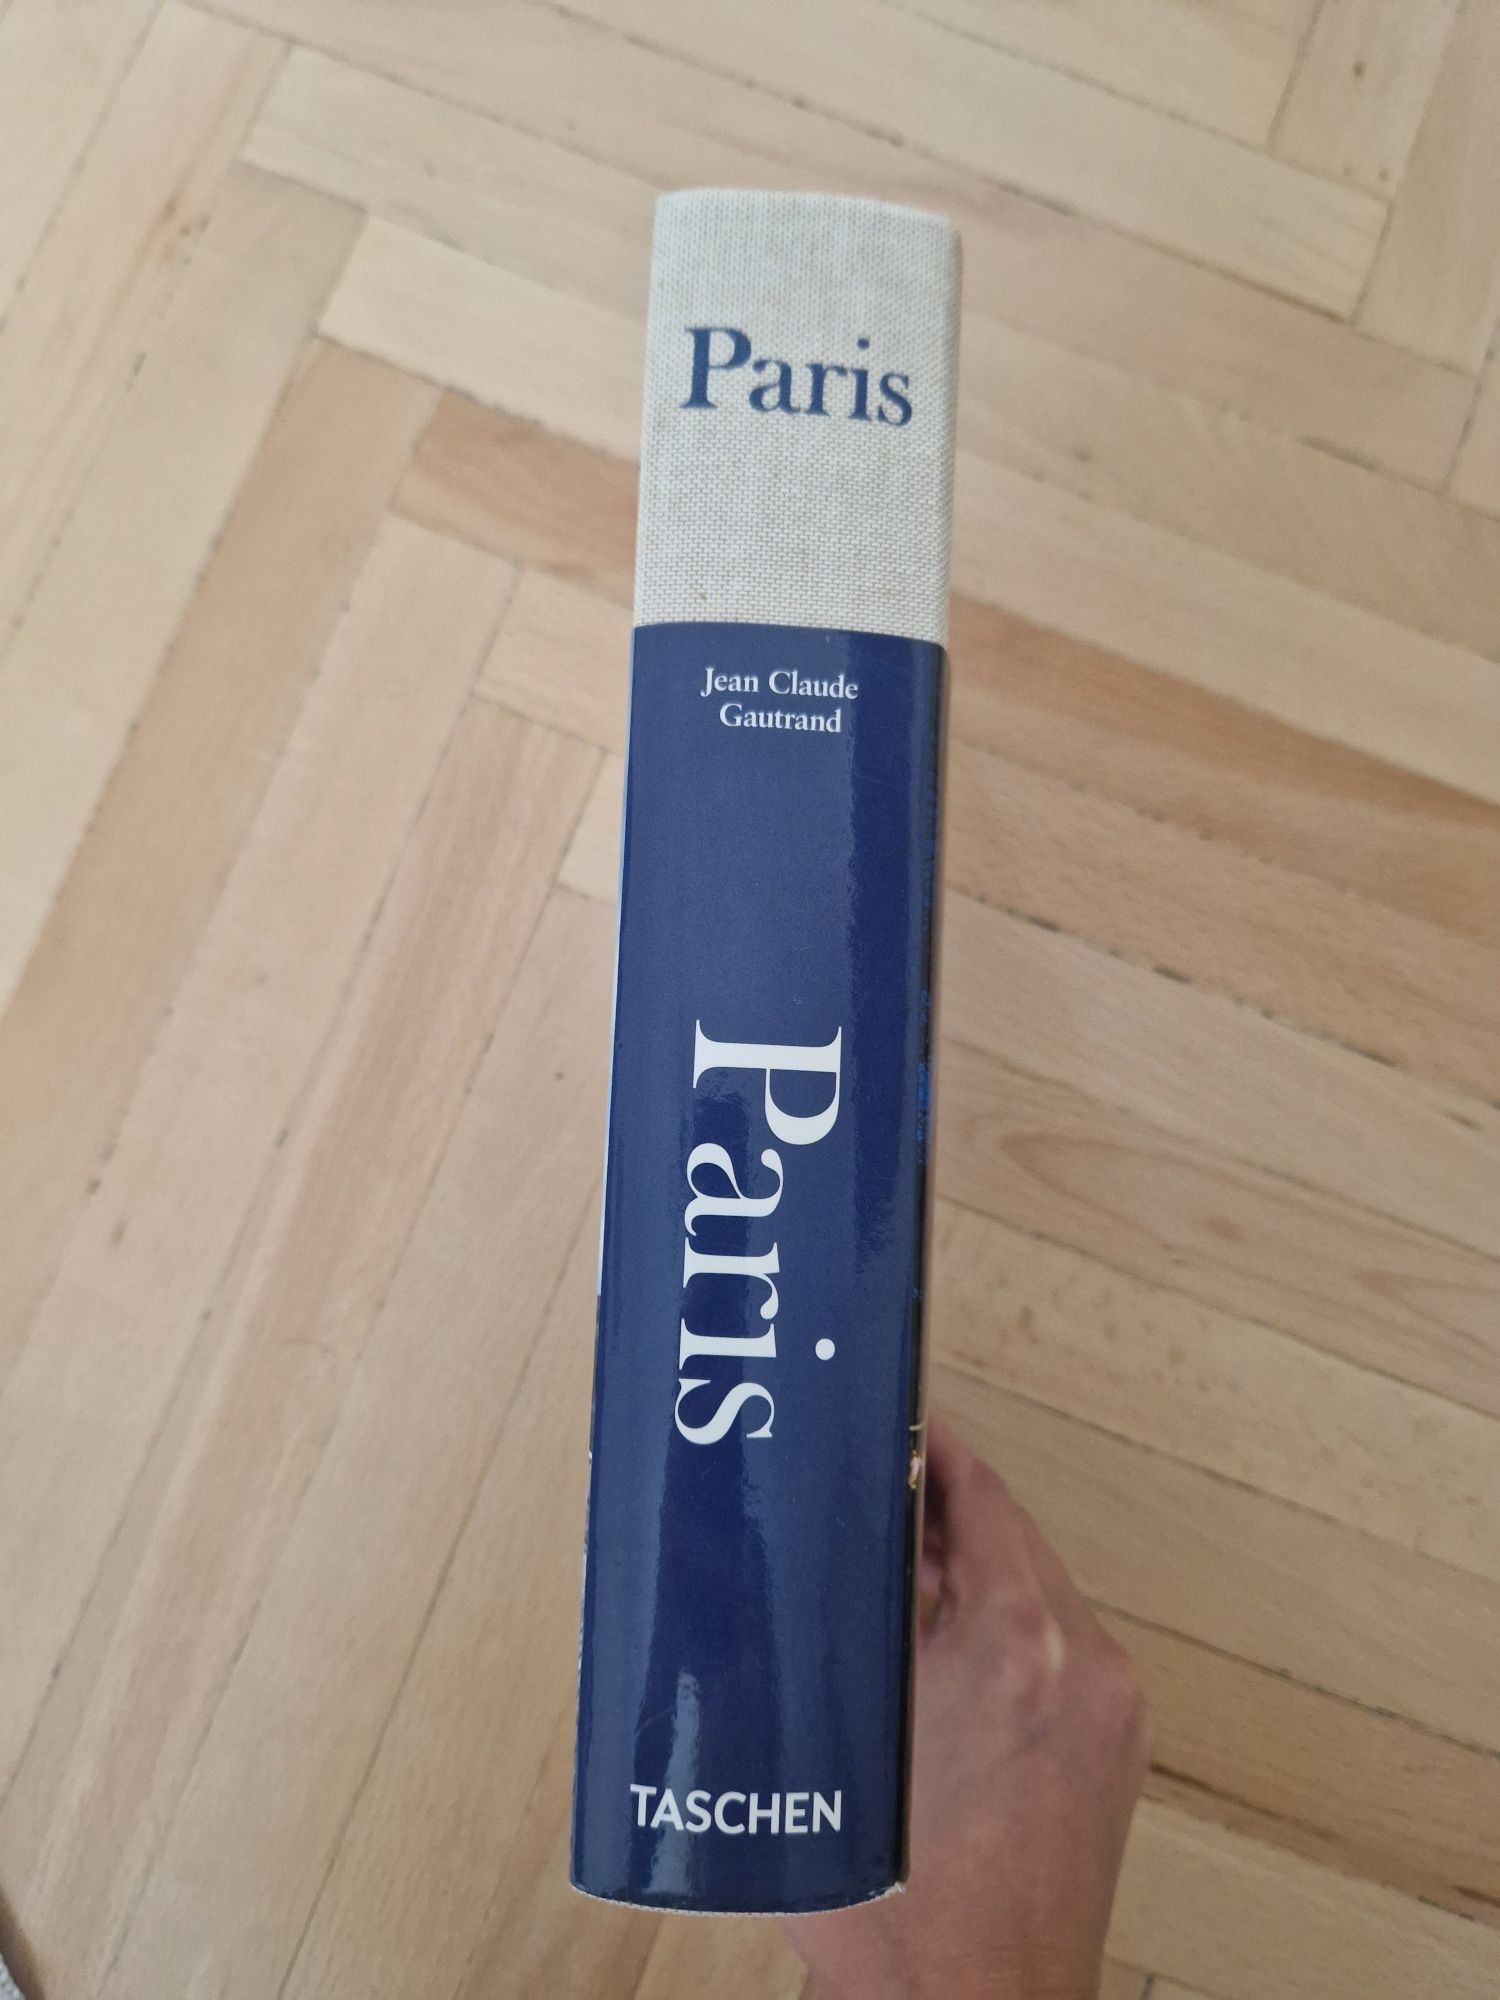 Paris
Jean Claude
Gautrand
Paris
TASCHEN